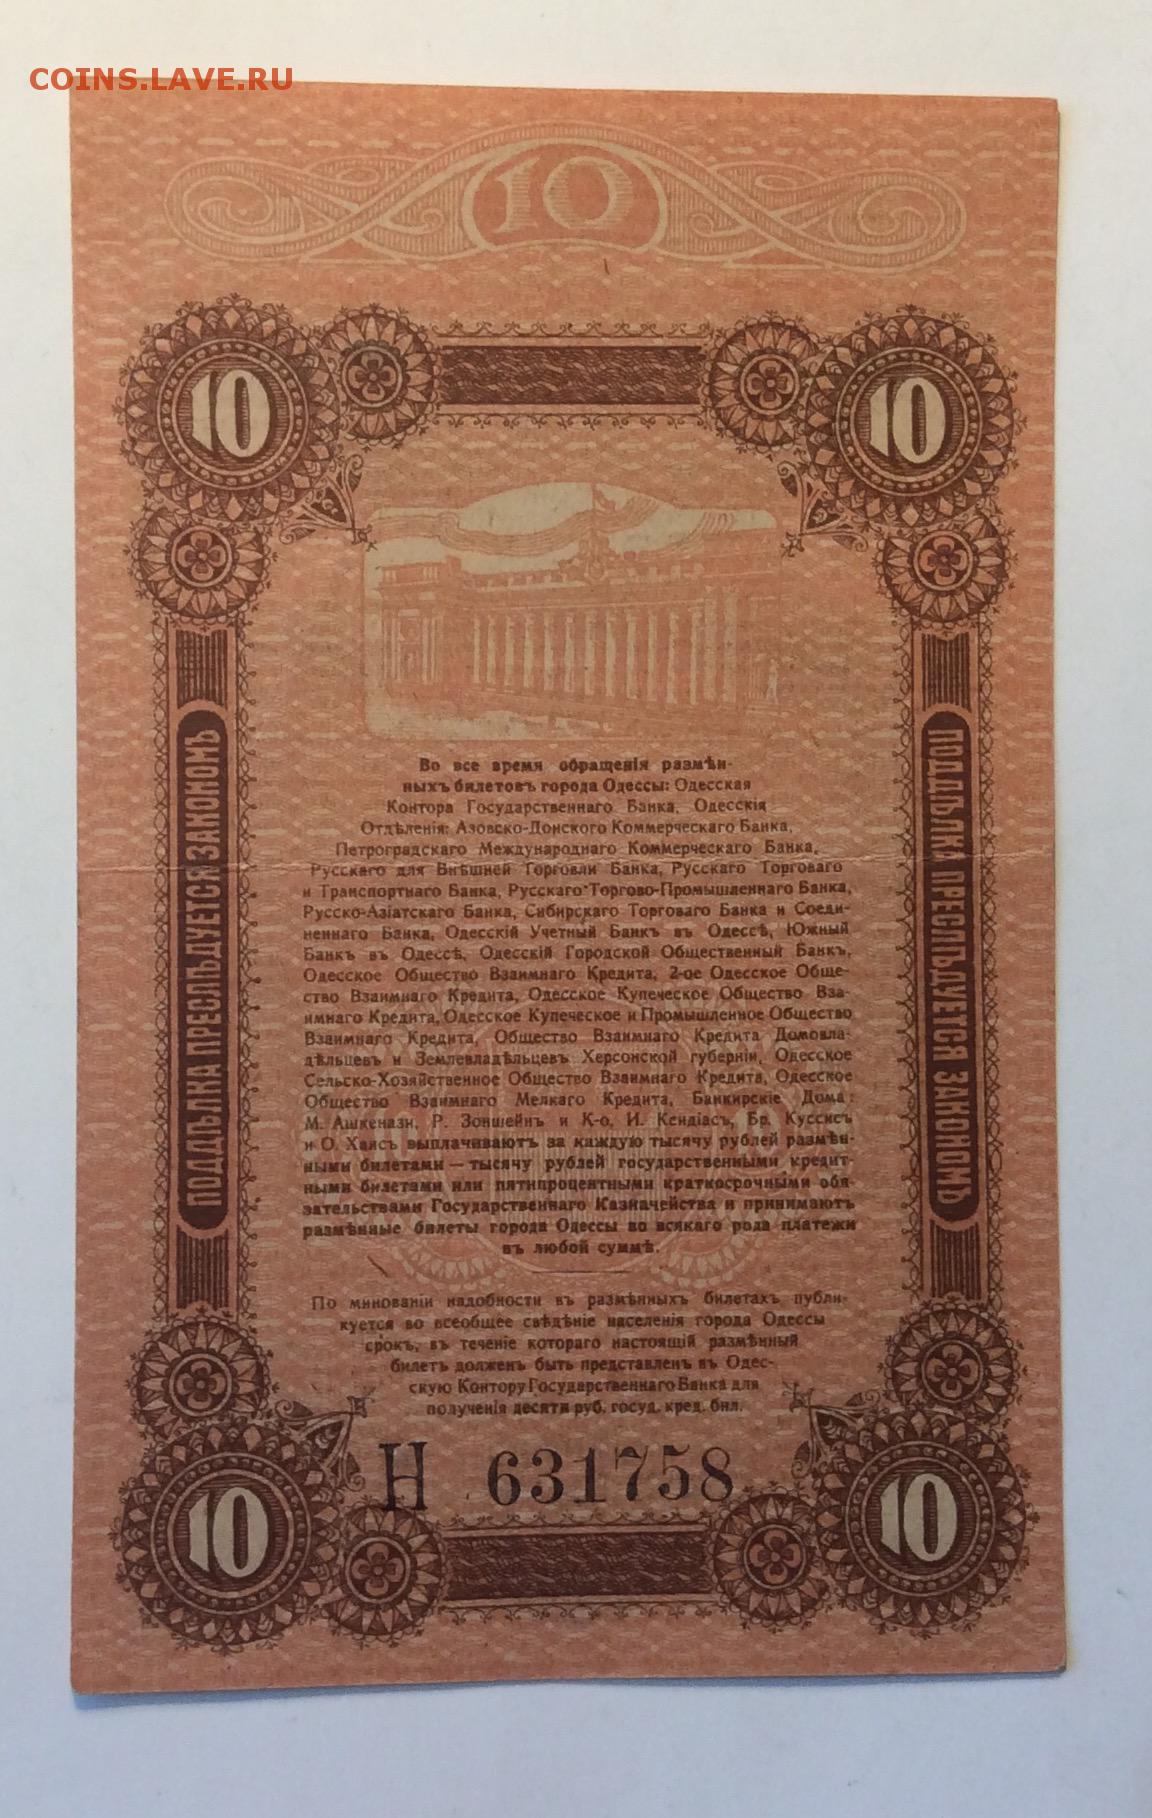 COINS.LAVE.RU
10
10
10
ПОДДѢЛКА ПРЕСЛѢДУЕТСЯ ЗАКОНОМЪ
ПОДДѢЛКА ПРЕСЛѢДУЕТСЯ ЗАКОНОМЪ
Во все время обращенія размѣн-
ныхъ билетовъ города Одессы: Одесская
Контора Государственнаго Банка, Одесскія
Отдѣленія: Азовско-Донского Коммерческаго Банка,
Петроградскаго Международнаго Коммерческаго Банка,
Русскаго для Внѣшней Торговли Банка, Русскаго Торговаго
и Транспортнаго Банка, Русскаго Торгово-Промышленнаго Банка,
Русско-Азіатскаго Банка, Сибирскаго Торговаго Банка и Соеди-
неннаго Банка, Одесскій Учетный Банкъ въ Одессѣ, Южный
Банкъ въ Одессѣ, Одесскій Городской Общественный Банкъ,
Одесское Общество Взаимнаго Кредита, 2-ое Одесское Обще-
ство Взаимнаго Кредита, Одесское Купеческое Общество Вза-
имнаго Кредита, Одесское Купеческое и Промышленное Общество
Взаимнаго Кредита, Общество Взаимнаго Кредита Домовла-
дѣльцевъ и Землевладѣльцевъ Херсонской губерніи, Одесское
Сельско-Хозяйственное Общество Взаимнаго Кредита, Одесское
Общество Взаимнаго Мелкаго Кредита, Банкирскіе Дома:
М. Ашкенази, Р. Зоншейнъ и К-о, И. Ксидіасъ, Бр. Куссисъ
и О. Хаисъ выплачиваютъ за каждую тысячу рублей размѣн-
ными билетами — тысячу рублей государственными кредит-
ными билетами или пятипроцентными краткосрочными обя-
зательствами Государственнаго Казначейства и принимаютъ
размѣнные билеты города Одессы во всякаго рода платежи
въ любой суммѣ.
По минованіи надобности въ размѣнныхъ билетахъ публи-
куется во всеобщее свѣдѣніе населенія города Одессы
срокъ, въ теченіе котораго настоящій размѣнный
билетъ долженъ быть представленъ въ Одес-
скую Контору Государственнаго Банка для
полученія десяти руб. госуд. кред. бил.
Н 631758
10
10